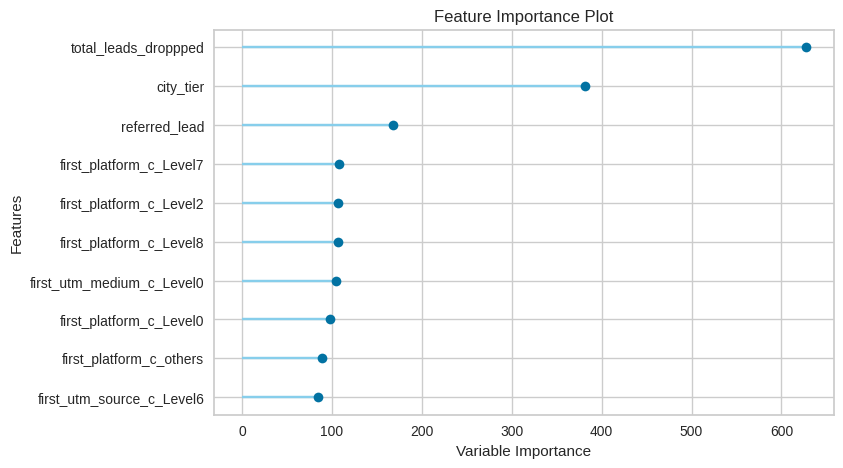 Feature Importance Plot
total_leads_droppped
city_tier
referred_lead
first_platform_c_Level7
first_platform_c_Level2
first_platform_c_Level8
first_utm_medium_c_Level0
first_platform_c_Level0
first_platform_c_others
first_utm_source_c_Level6
Features
0 100 200 300 400 500 600
Variable Importance